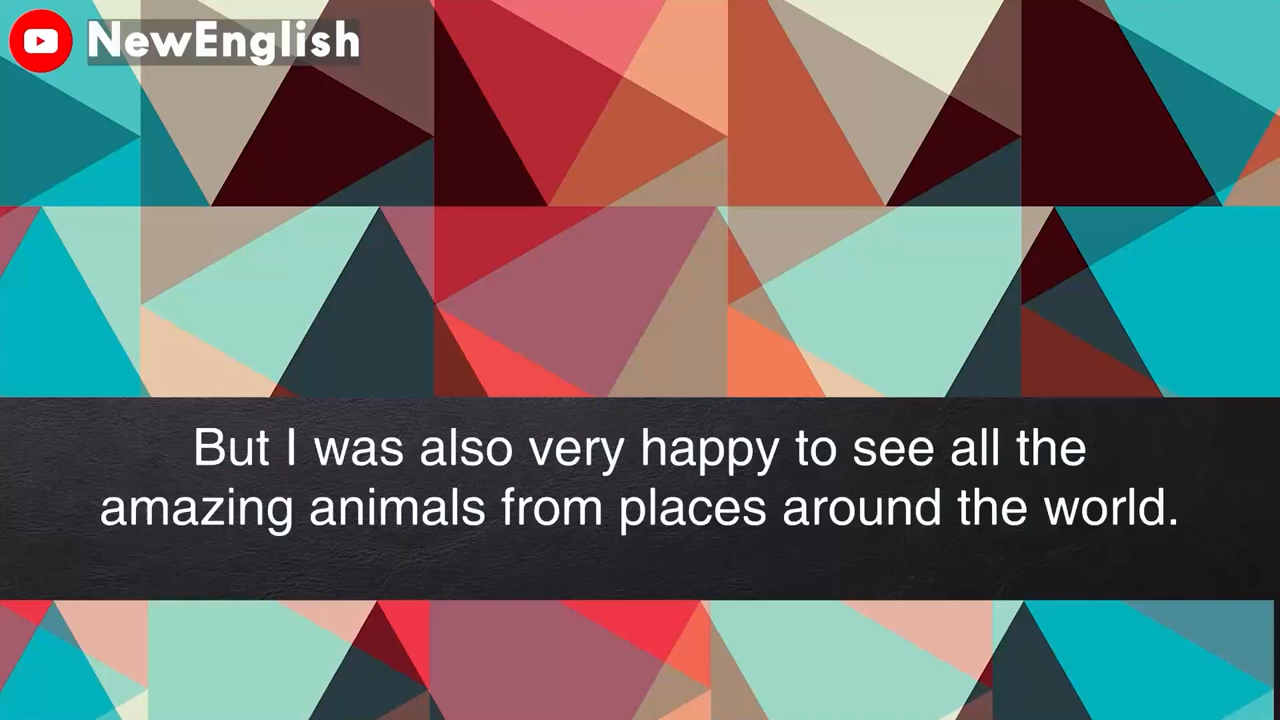 NewEnglish
But I was also very happy to see all the
amazing animals from places around the world.